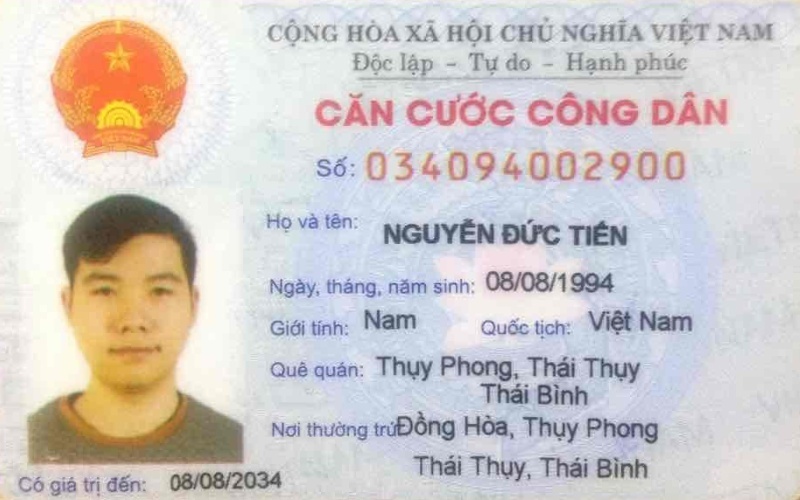 CỘNG HÒA XÃ HỘI CHỦ NGHĨA VIỆT NAM
Độc lập - Tự do - Hạnh phúc
CĂN CƯỚC CÔNG DÂN
Số: 034094002900
Họ và tên: NGUYỄN ĐỨC TIẾN
Ngày, tháng, năm sinh: 08/08/1994
Giới tính: Nam Quốc tịch: Việt Nam
Quê quán: Thụy Phong, Thái Thụy
Thái Bình
Nơi thường trú: Đồng Hòa, Thụy Phong
Thái Thụy, Thái Bình
Có giá trị đến: 08/08/2034